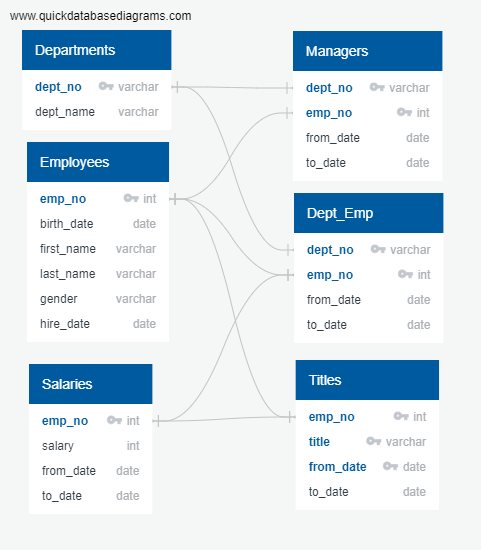 www.quickdatabasediagrams.com
Departments
dept_no varchar
dept_name varchar
Employees
emp_no int
birth_date date
first_name varchar
last_name varchar
gender varchar
hire_date date
Salaries
emp_no int
salary int
from_date date
to_date date
Managers
dept_no varchar
emp_no int
from_date date
to_date date
Dept_Emp
dept_no varchar
emp_no int
from_date date
to_date date
Titles
emp_no int
title varchar
from_date date
to_date date